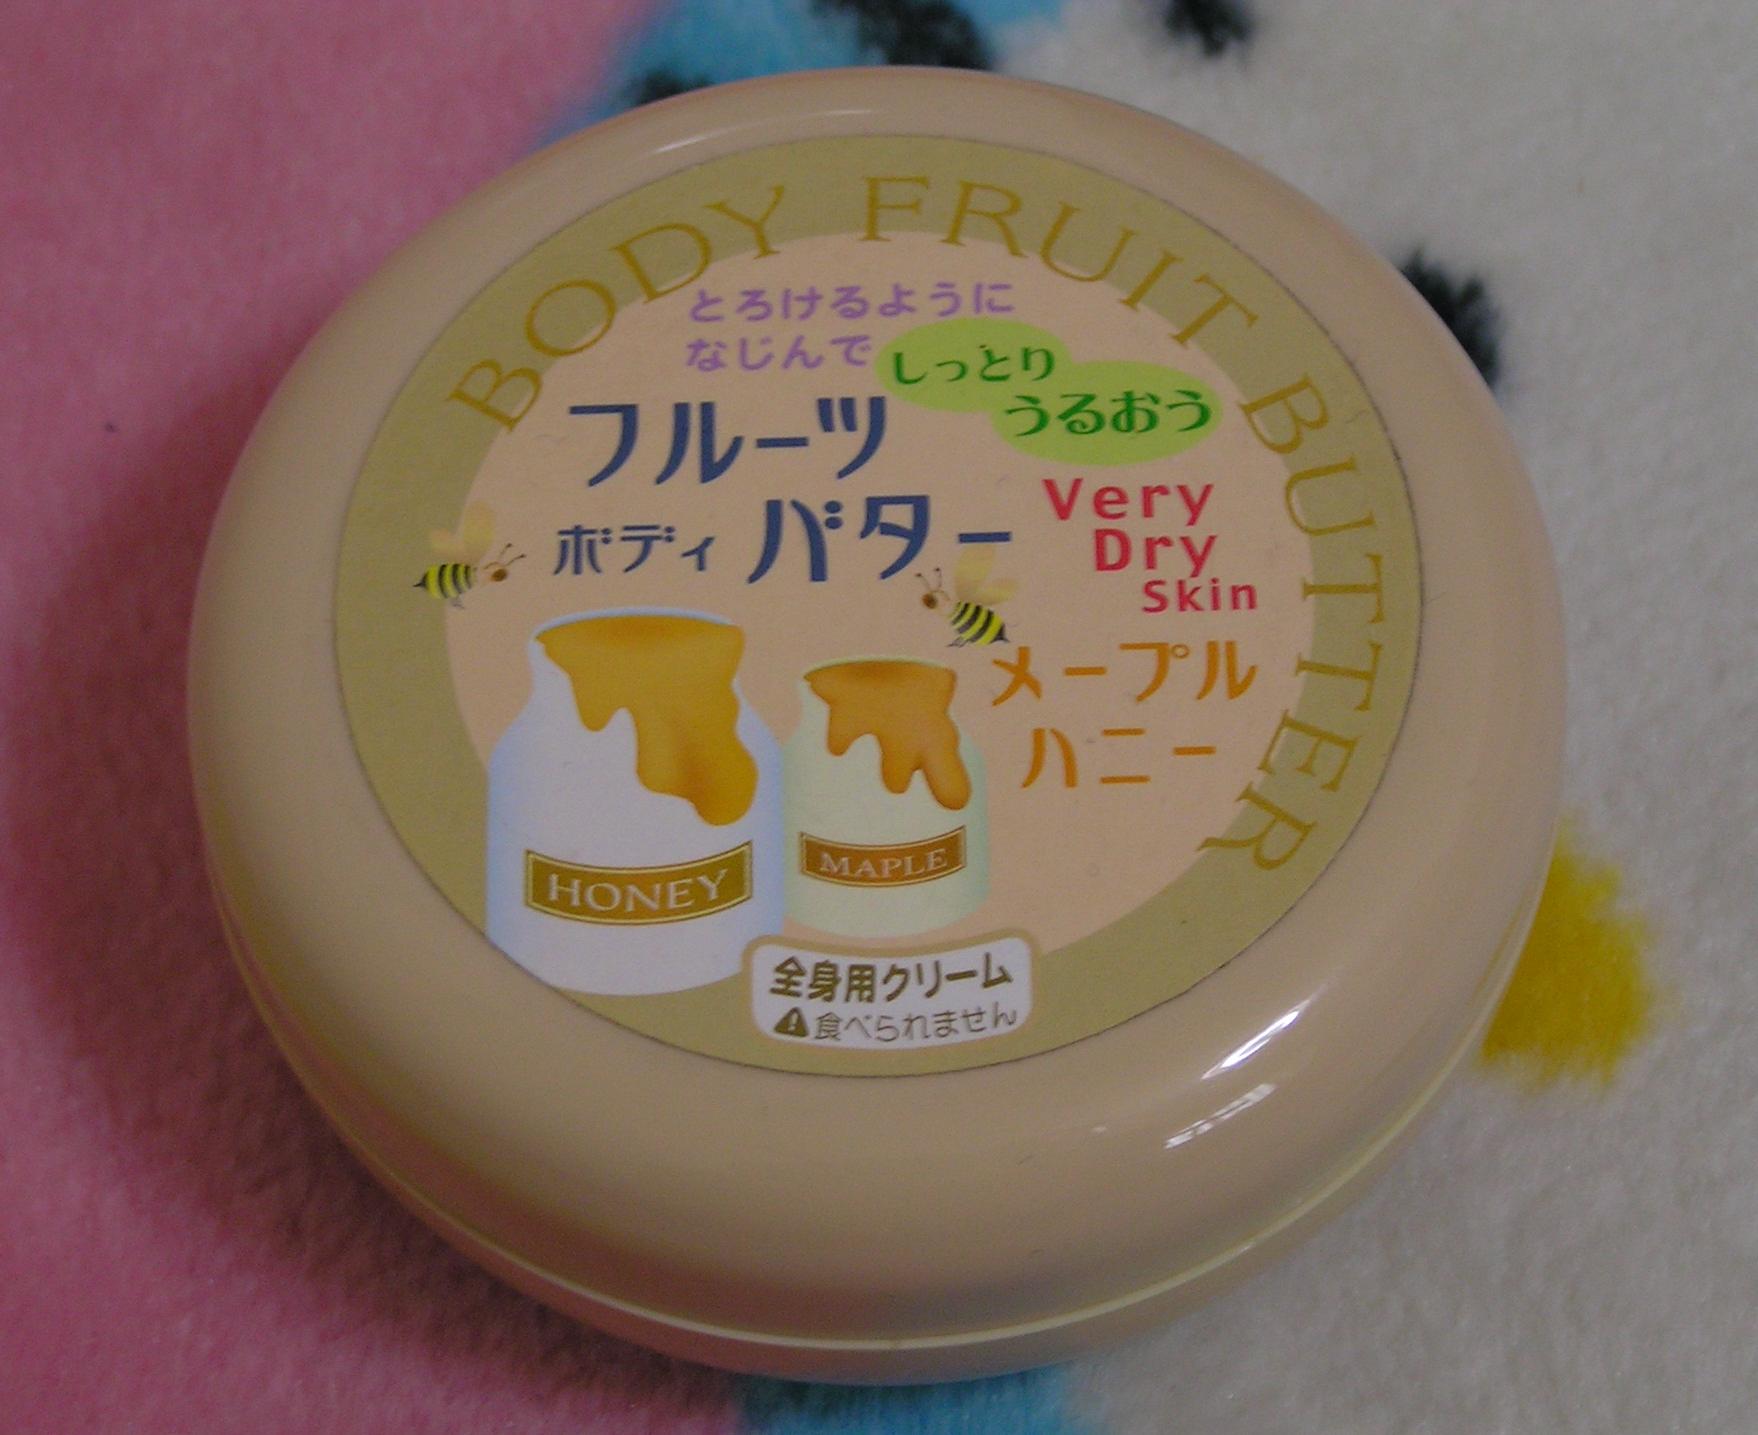 BODY FRUIT BUTTER
とろけるように
なじんで
しっとり
うるおう
フルーツ
ボディ バター
Very
Dry
Skin
メープル
ハニー
HONEY
MAPLE
全身用クリーム
食べられません